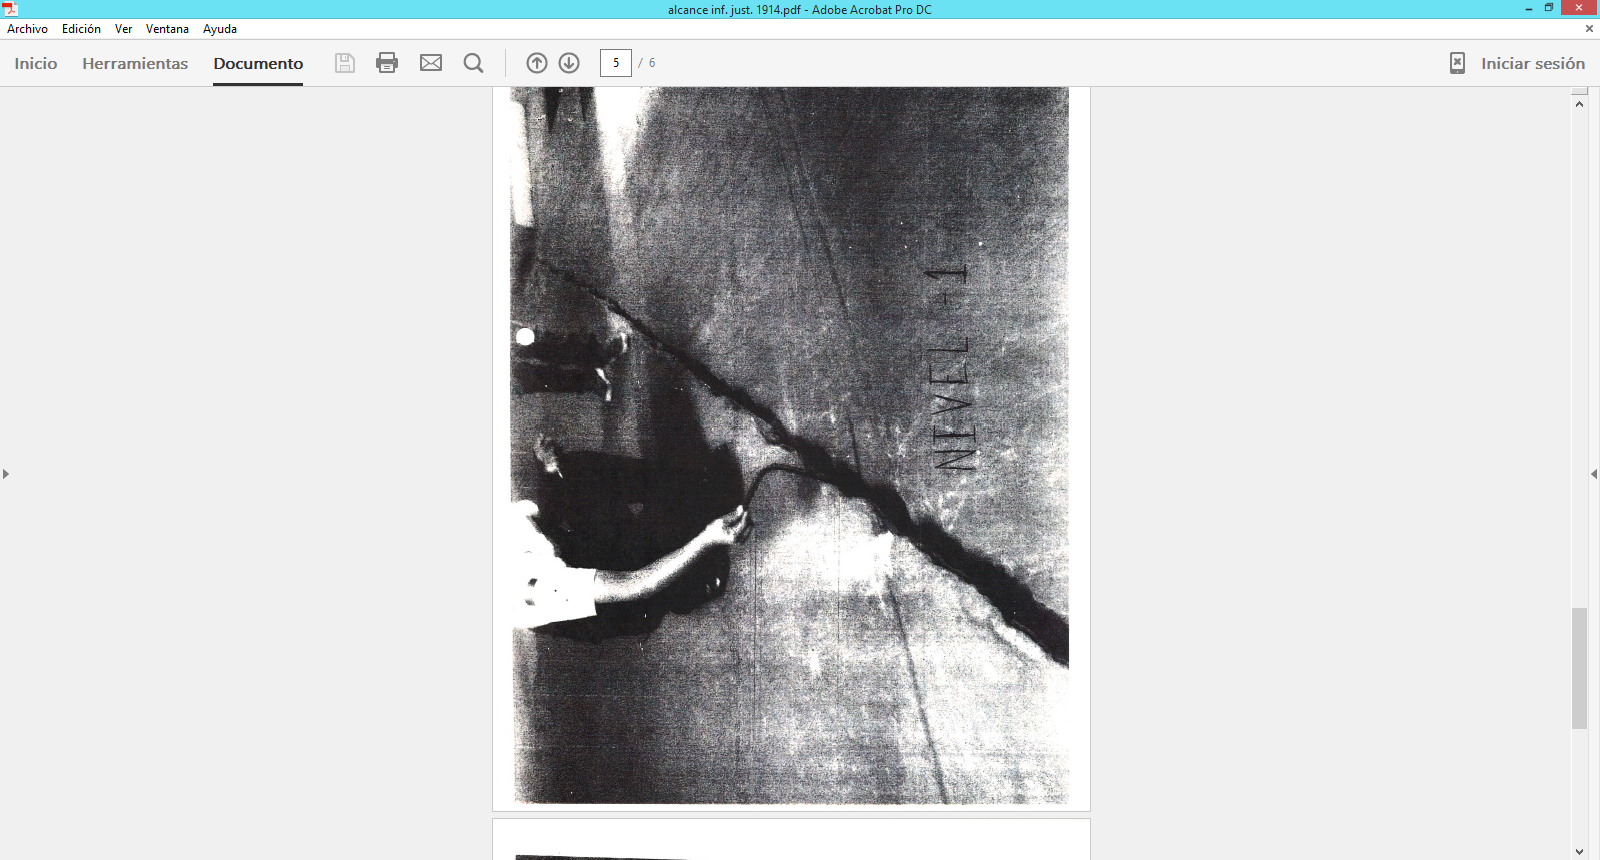 alcance inf. just. 1914.pdf - Adobe Acrobat Pro DC
Archivo Edición Ver Ventana Ayuda
Inicio Herramientas Documento 5 / 6 Iniciar sesión
NIVEL -1